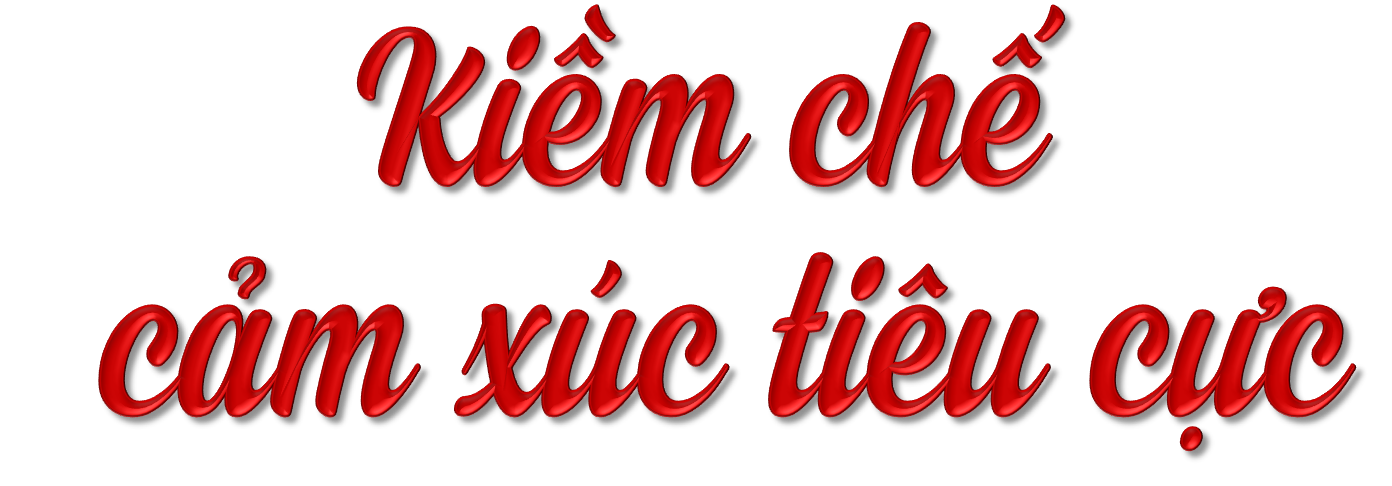 Kiềm chế
cảm xúc tiêu cực